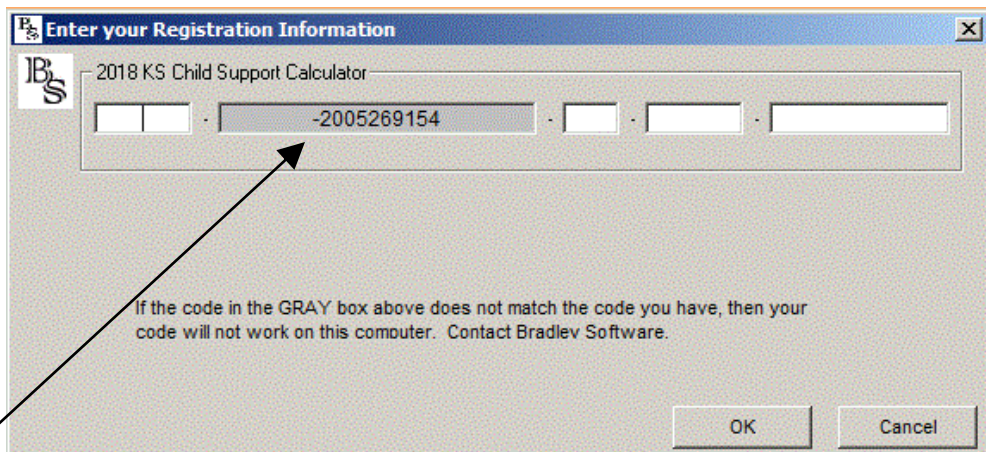 BS Enter your Registration Information
BS
2018 KS Child Support Calculator
. -2005269154 . . .
If the code in the GRAY box above does not match the code you have, then your
code will not work on this computer. Contact Bradley Software.
OK Cancel